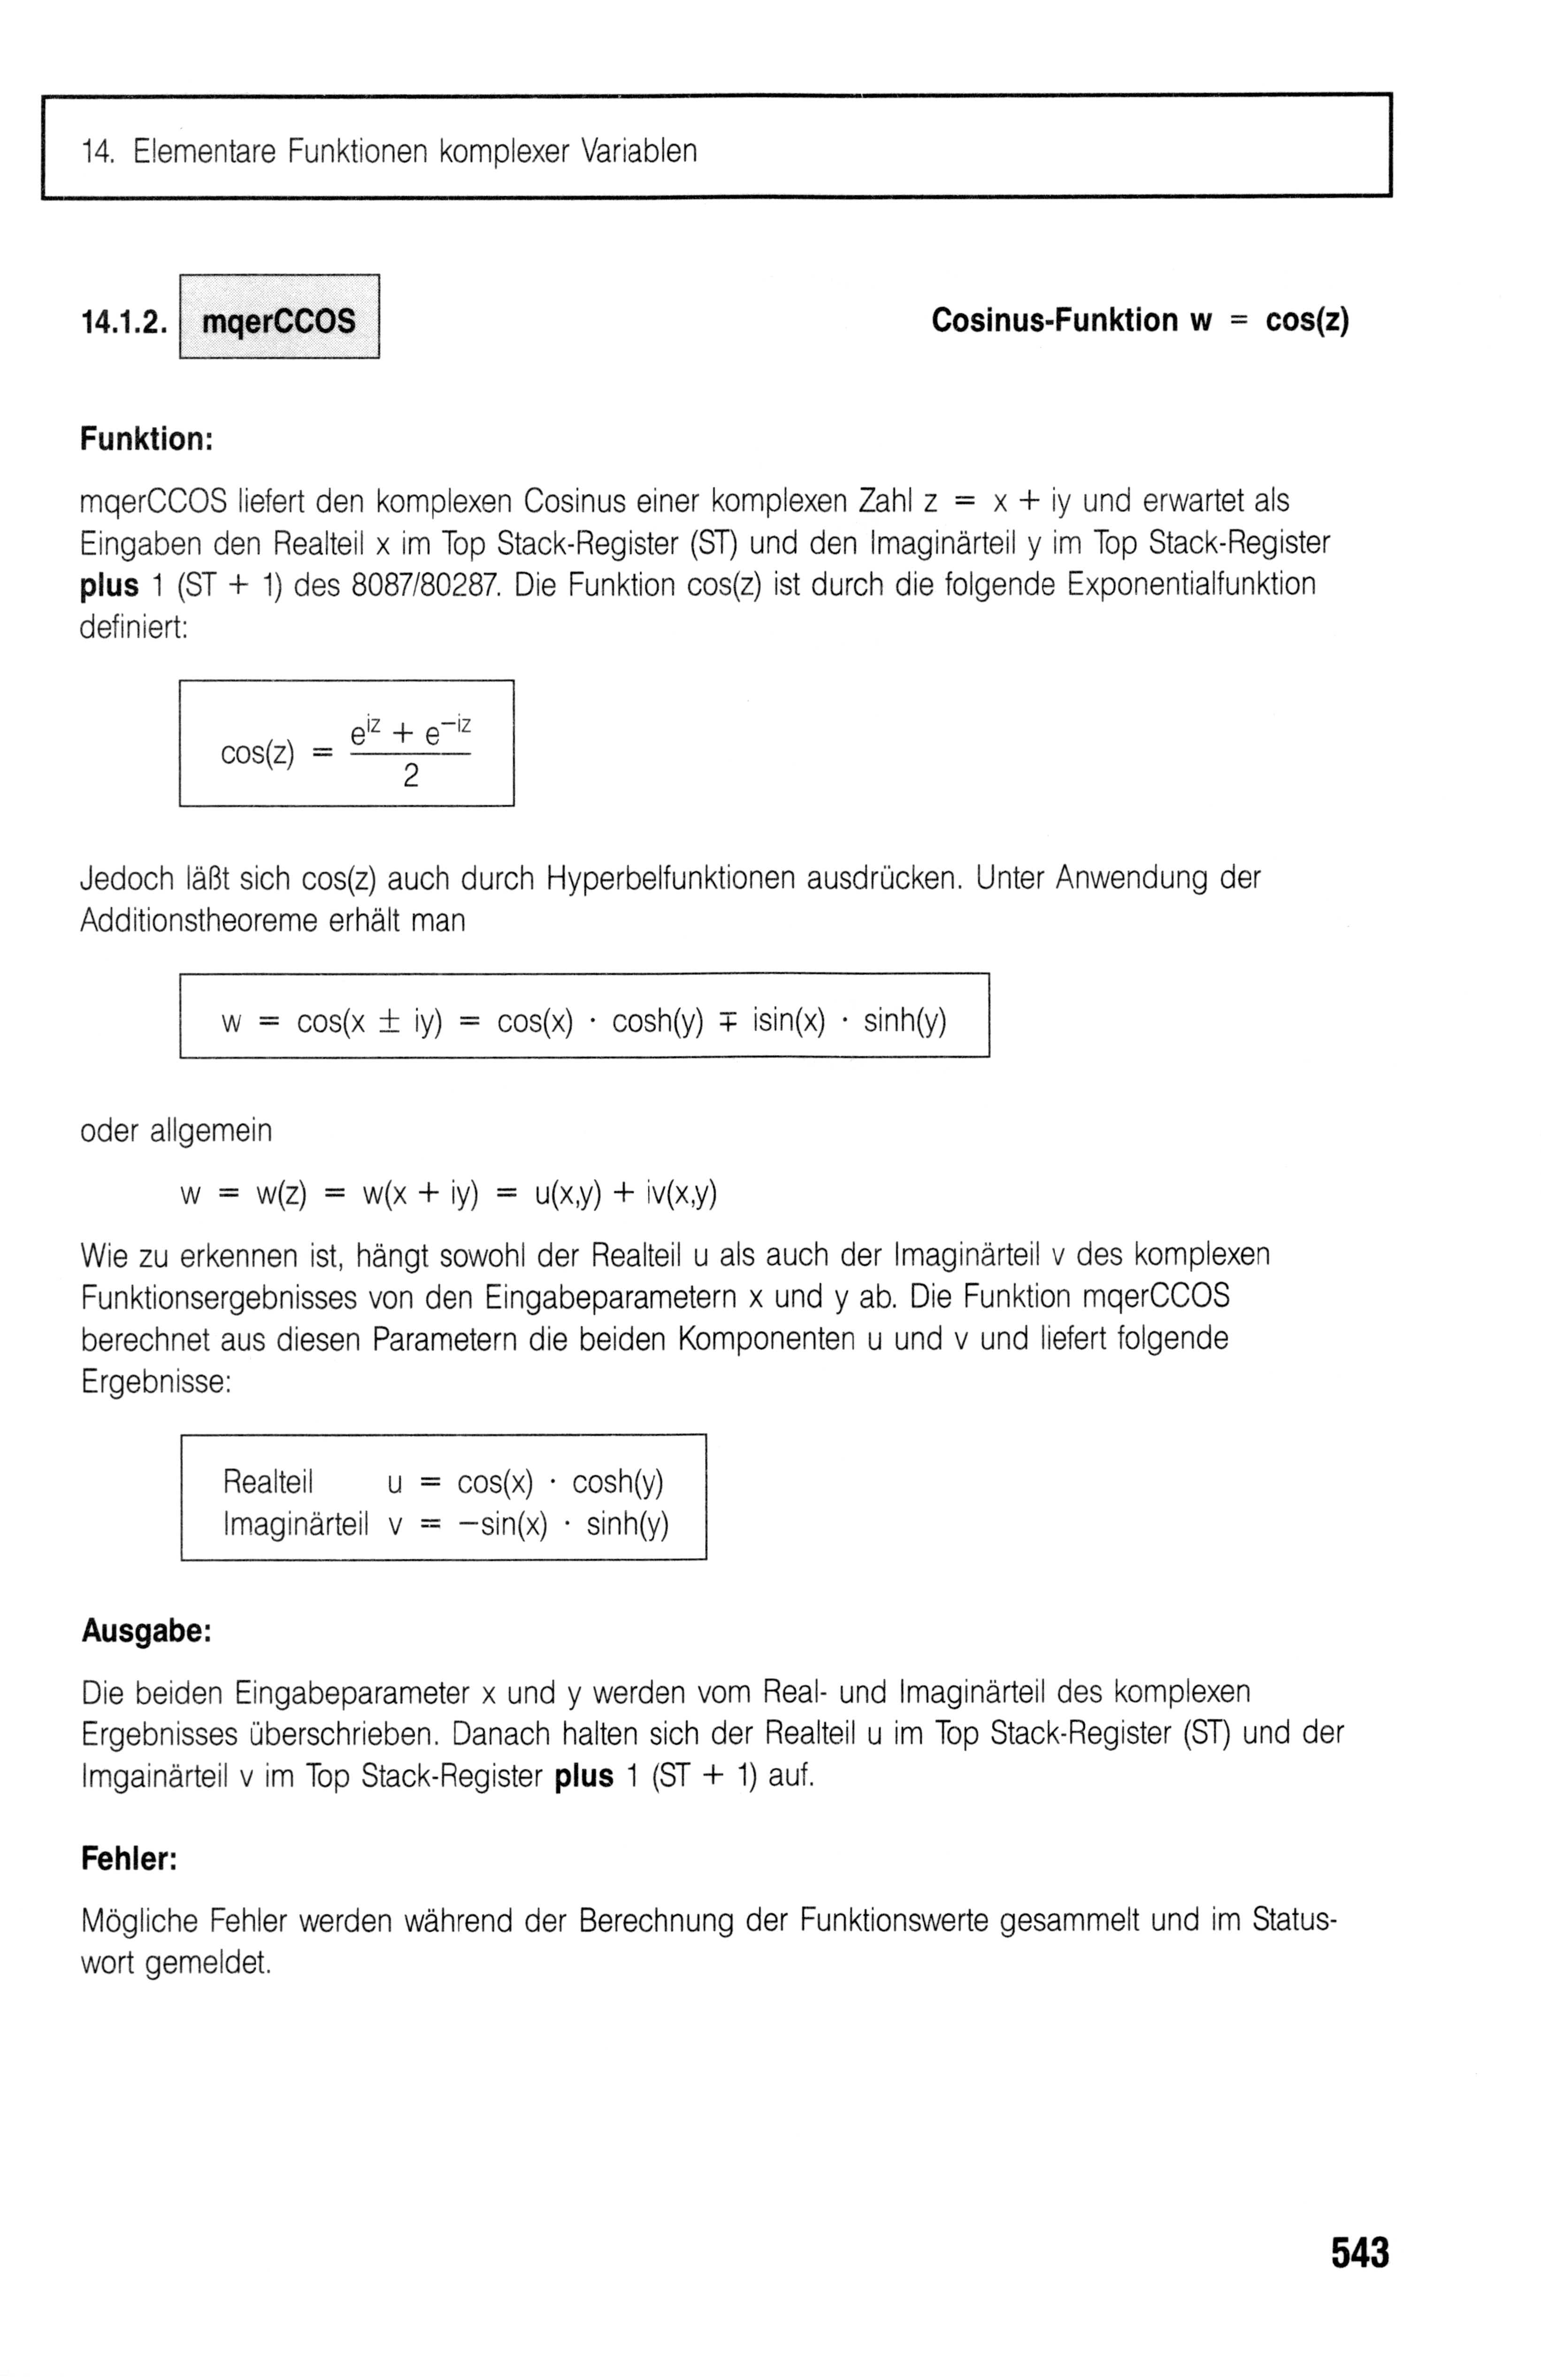 14. Elementare Funktionen komplexer Variablen
14.1.2. mqerCCOS Cosinus-Funktion w = cos(z)
Funktion:
mqerCCOS liefert den komplexen Cosinus einer komplexen Zahl z = x + iy und erwartet als
Eingaben den Realteil x im Top Stack-Register (ST) und den Imaginärteil y im Top Stack-Register
plus 1 (ST + 1) des 8087/80287. Die Funktion cos(z) ist durch die folgende Exponentialfunktion
definiert:
cos(z) = (e^iz + e^−iz) / 2
Jedoch läßt sich cos(z) auch durch Hyperbelfunktionen ausdrücken. Unter Anwendung der
Additionstheoreme erhält man
w = cos(x ± iy) = cos(x) · cosh(y) ∓ isin(x) · sinh(y)
oder allgemein
w = w(z) = w(x + iy) = u(x,y) + iv(x,y)
Wie zu erkennen ist, hängt sowohl der Realteil u als auch der Imaginärteil v des komplexen
Funktionsergebnisses von den Eingabeparametern x und y ab. Die Funktion mqerCCOS
berechnet aus diesen Parametern die beiden Komponenten u und v und liefert folgende
Ergebnisse:
Realteil u = cos(x) · cosh(y)
Imaginärteil v = −sin(x) · sinh(y)
Ausgabe:
Die beiden Eingabeparameter x und y werden vom Real- und Imaginärteil des komplexen
Ergebnisses überschrieben. Danach halten sich der Realteil u im Top Stack-Register (ST) und der
Imgainärteil v im Top Stack-Register plus 1 (ST + 1) auf.
Fehler:
Mögliche Fehler werden während der Berechnung der Funktionswerte gesammelt und im Status-
wort gemeldet.
543